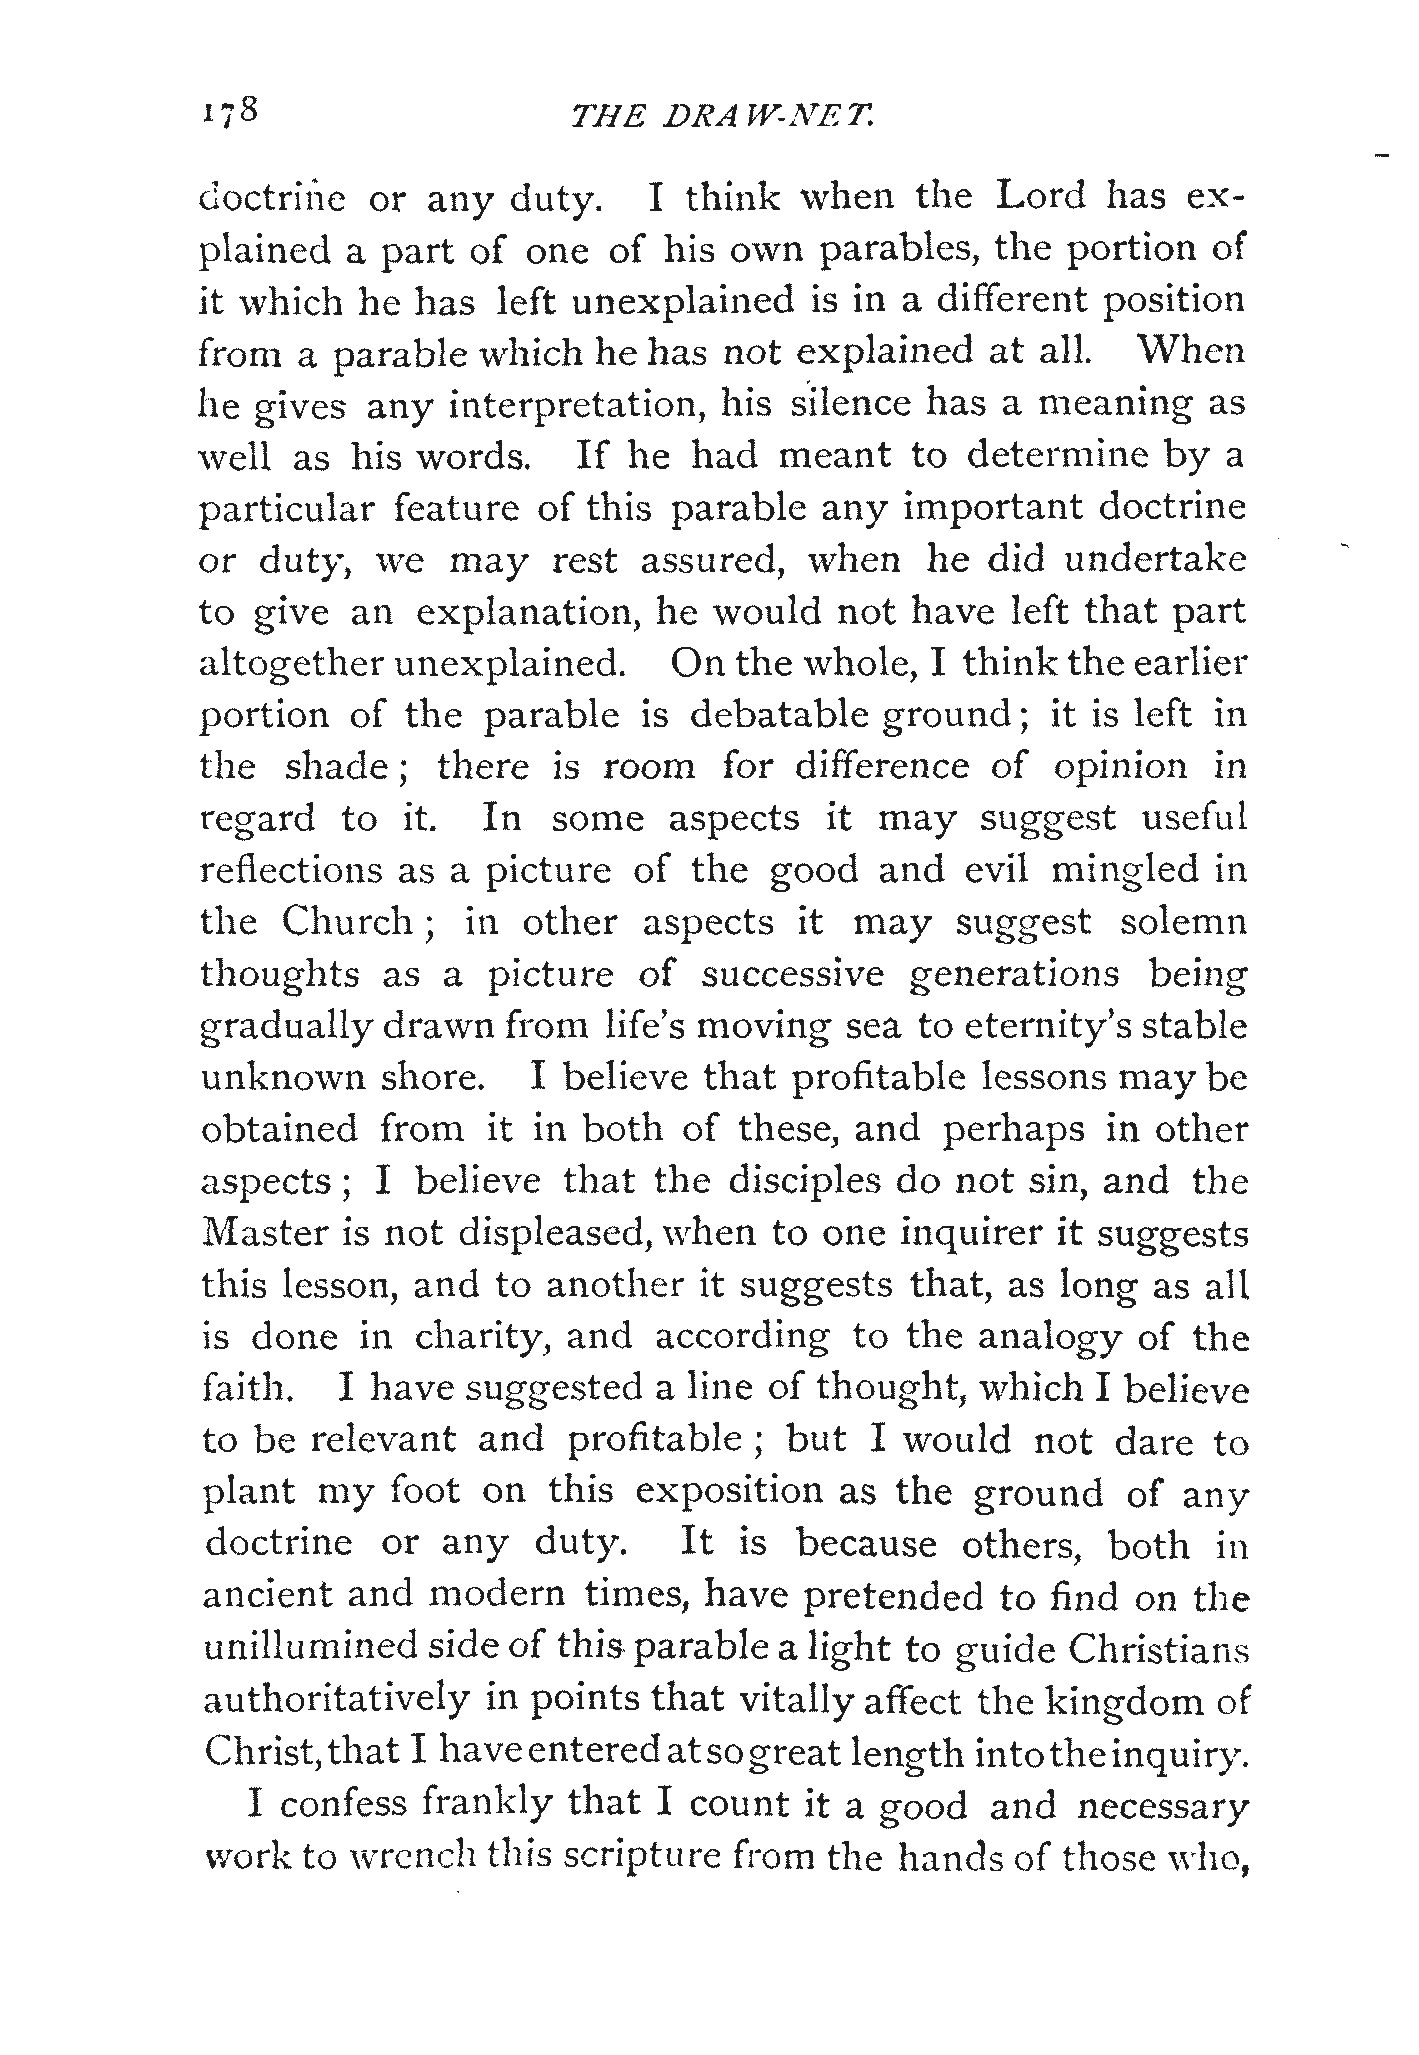 178 THE DRAW-NET.
doctrine or any duty. I think when the Lord has ex-
plained a part of one of his own parables, the portion of
it which he has left unexplained is in a different position
from a parable which he has not explained at all. When
he gives any interpretation, his silence has a meaning as
well as his words. If he had meant to determine by a
particular feature of this parable any important doctrine
or duty, we may rest assured, when he did undertake
to give an explanation, he would not have left that part
altogether unexplained. On the whole, I think the earlier
portion of the parable is debatable ground; it is left in
the shade; there is room for difference of opinion in
regard to it. In some aspects it may suggest useful
reflections as a picture of the good and evil mingled in
the Church; in other aspects it may suggest solemn
thoughts as a picture of successive generations being
gradually drawn from life's moving sea to eternity's stable
unknown shore. I believe that profitable lessons may be
obtained from it in both of these, and perhaps in other
aspects; I believe that the disciples do not sin, and the
Master is not displeased, when to one inquirer it suggests
this lesson, and to another it suggests that, as long as all
is done in charity, and according to the analogy of the
faith. I have suggested a line of thought, which I believe
to be relevant and profitable; but I would not dare to
plant my foot on this exposition as the ground of any
doctrine or any duty. It is because others, both in
ancient and modern times, have pretended to find on the
unillumined side of this parable a light to guide Christians
authoritatively in points that vitally affect the kingdom of
Christ, that I have entered at so great length into the inquiry.
I confess frankly that I count it a good and necessary
work to wrench this scripture from the hands of those who,